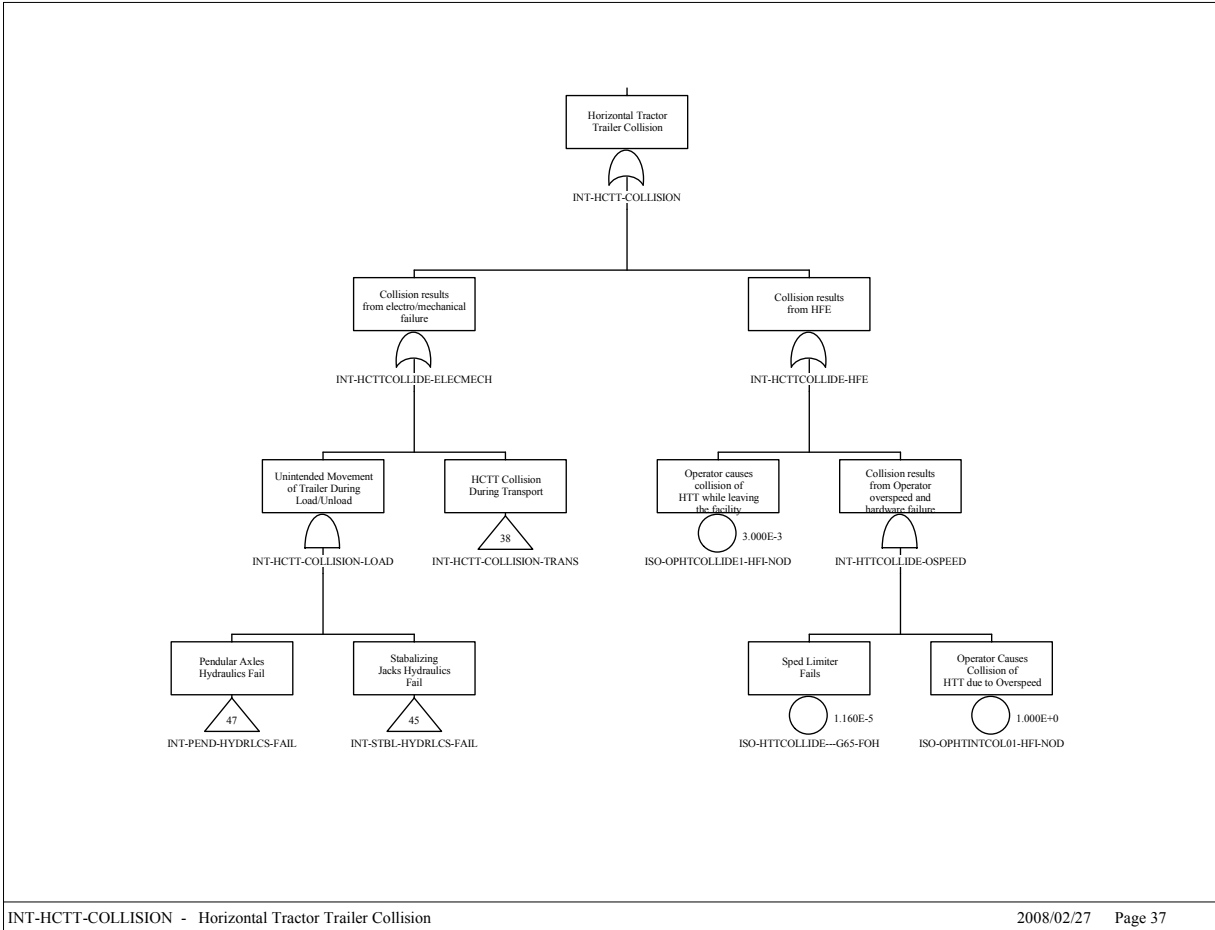 Horizontal Tractor
Trailer Collision
INT-HCTT-COLLISION
Collision results
from electro/mechanical
failure
INT-HCTTCOLLIDE-ELECMECH
Collision results
from HFE
INT-HCTTCOLLIDE-HFE
Unintended Movement
of Trailer During
Load/Unload
INT-HCTT-COLLISION-LOAD
HCTT Collision
During Transport
38
INT-HCTT-COLLISION-TRANS
Operator causes
collision of
HTT while leaving
the facility
3.000E-3
ISO-OPHTCOLLIDE1-HFI-NOD
Collision results
from Operator
overspeed and
hardware failure
INT-HTTCOLLIDE-OSPEED
Pendular Axles
Hydraulics Fail
47
INT-PEND-HYDRLCS-FAIL
Stabalizing
Jacks Hydraulics
Fail
45
INT-STBL-HYDRLCS-FAIL
Sped Limiter
Fails
1.160E-5
ISO-HTTCOLLIDE---G65-FOH
Operator Causes
Collision of
HTT due to Overspeed
1.000E+0
ISO-OPHTINTCOL01-HFI-NOD
INT-HCTT-COLLISION - Horizontal Tractor Trailer Collision
2008/02/27 Page 37